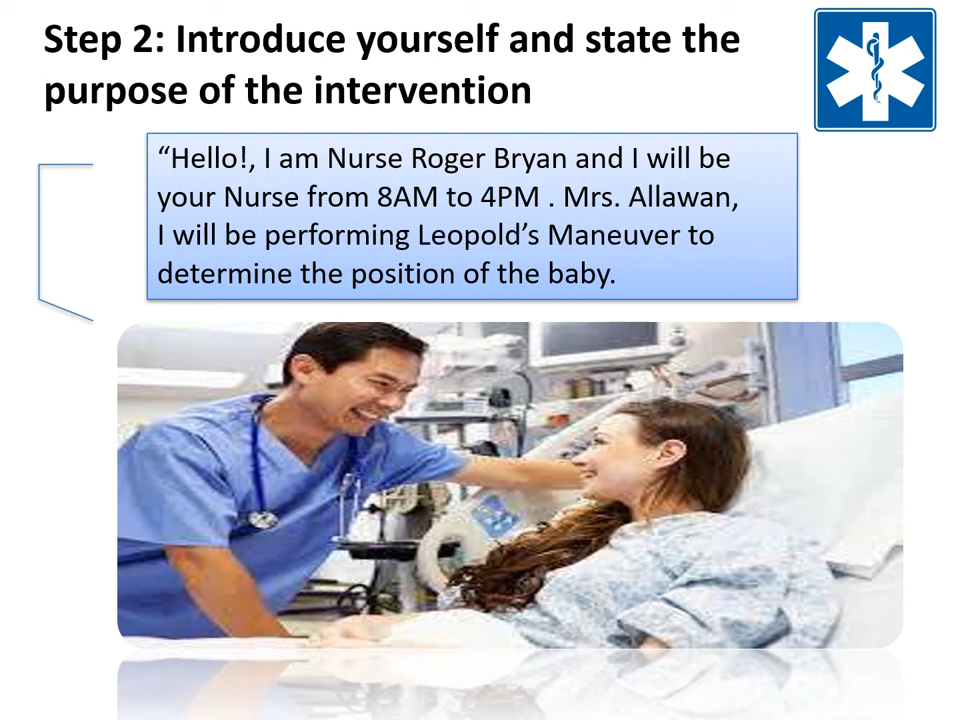 Step 2: Introduce yourself and state the
purpose of the intervention
“Hello!, I am Nurse Roger Bryan and I will be
your Nurse from 8AM to 4PM . Mrs. Allawan,
I will be performing Leopold’s Maneuver to
determine the position of the baby.